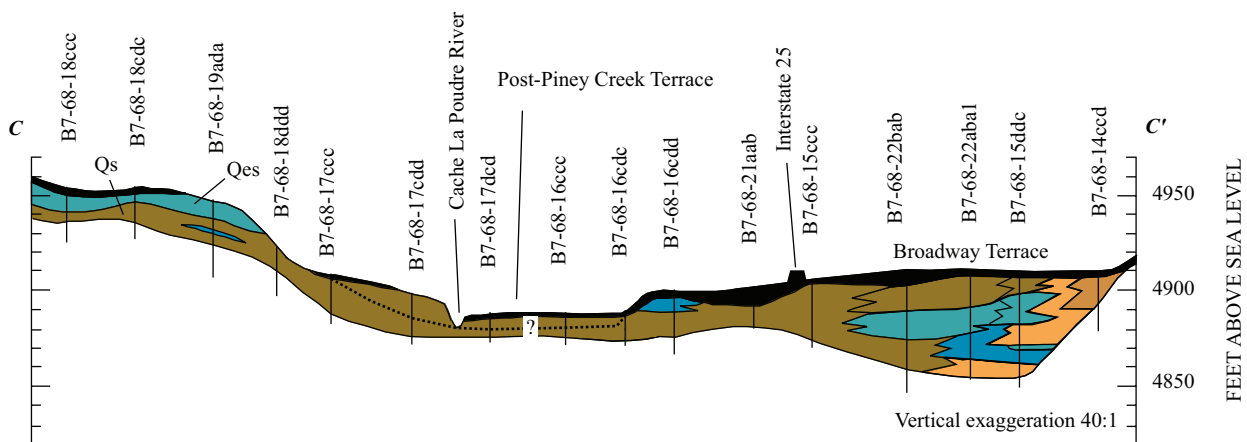 C
B7-68-18ccc
B7-68-18cdc
B7-68-19ada
B7-68-18ddd
B7-68-17ccc
B7-68-17cdd
Cache La Poudre River
B7-68-17dcd
Post-Piney Creek Terrace
B7-68-16ccc
B7-68-16cdc
B7-68-16cdd
B7-68-21aab
Interstate 25
B7-68-15ccc
B7-68-22bab
B7-68-22aba1
B7-68-15ddc
B7-68-14ccd
C'
Qs
Qes
?
Broadway Terrace
4950
4900
4850
FEET ABOVE SEA LEVEL
Vertical exaggeration 40:1